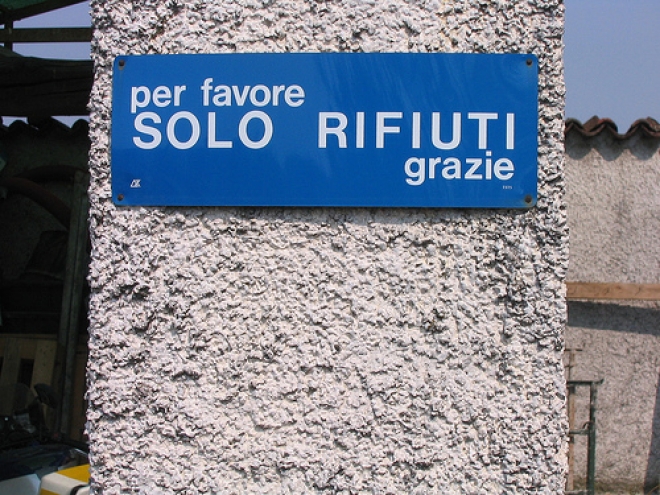 per favore
SOLO RIFIUTI
grazie